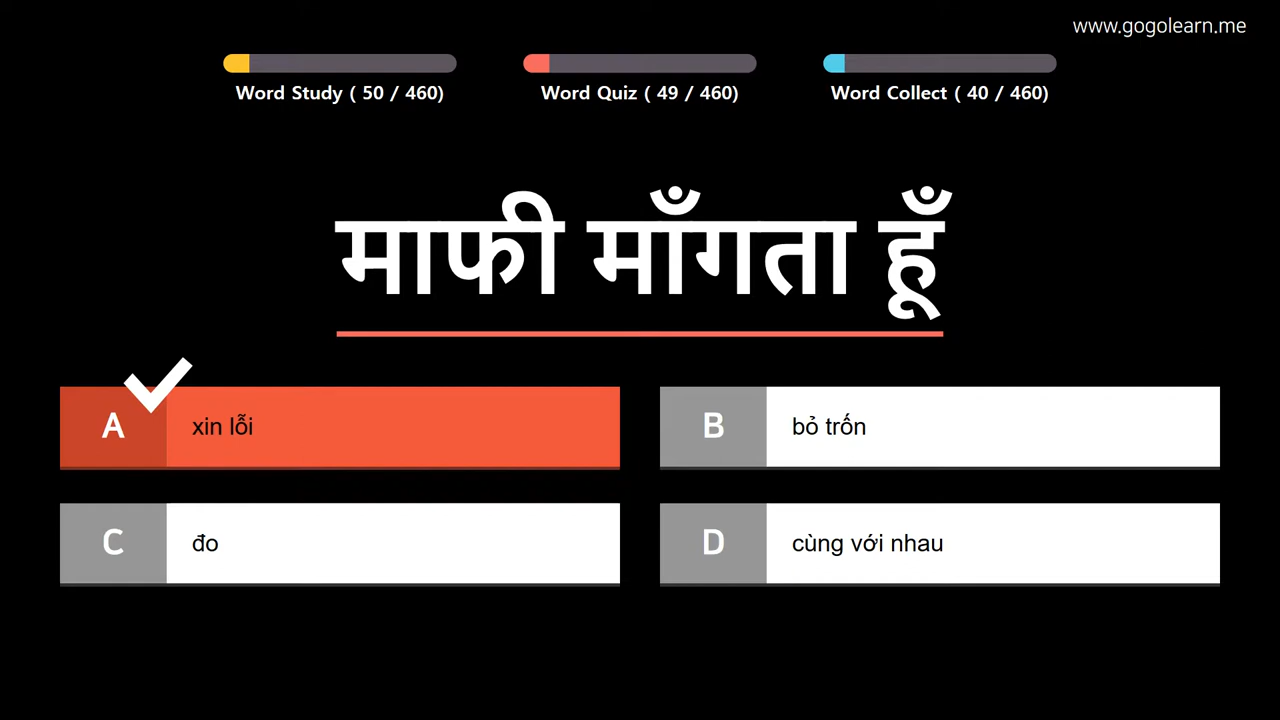 www.gogolearn.me
Word Study ( 50 / 460)
Word Quiz ( 49 / 460)
Word Collect ( 40 / 460)
माफी माँगता हूँ
A xin lỗi
B bỏ trốn
C đo
D cùng với nhau